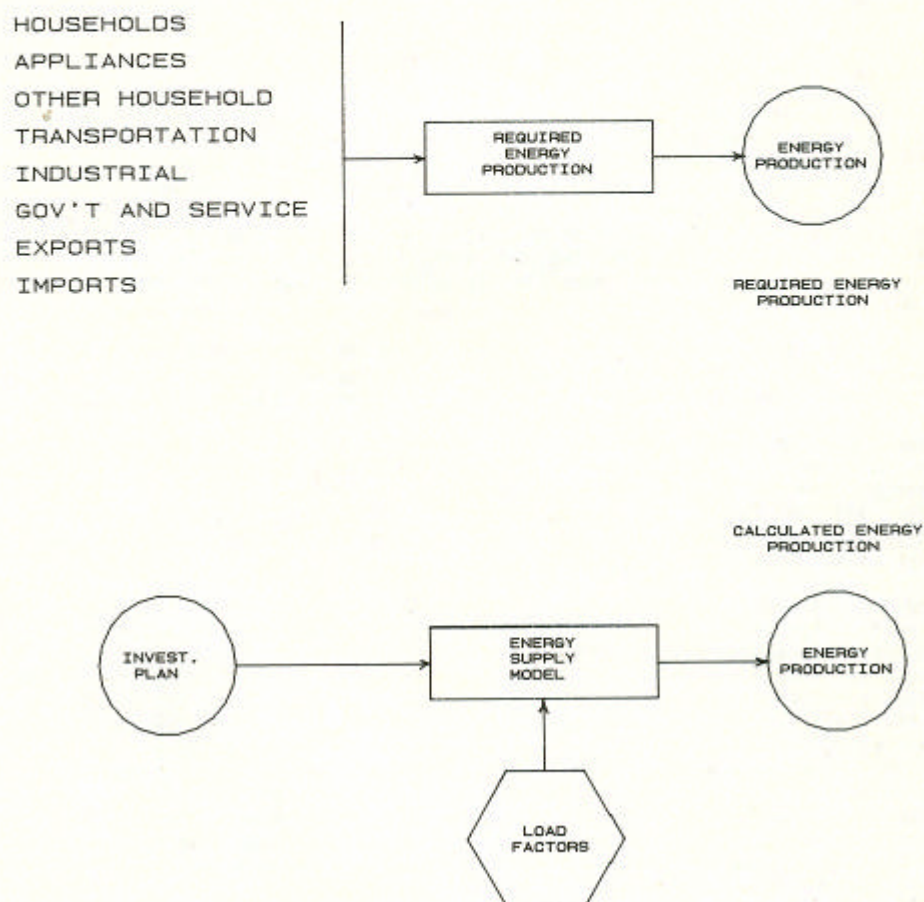 HOUSEHOLDS
APPLIANCES
OTHER HOUSEHOLD
TRANSPORTATION
INDUSTRIAL
GOV'T AND SERVICE
EXPORTS
IMPORTS
REQUIRED
ENERGY
PRODUCTION
ENERGY
PRODUCTION
REQUIRED ENERGY
PRODUCTION
CALCULATED ENERGY
PRODUCTION
INVEST.
PLAN
ENERGY
SUPPLY
MODEL
ENERGY
PRODUCTION
LOAD
FACTORS